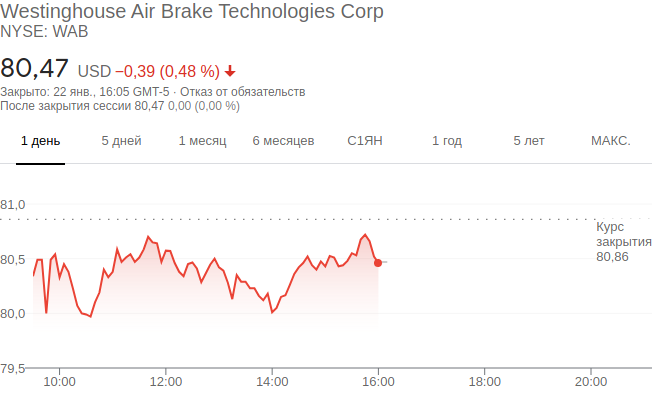 Westinghouse Air Brake Technologies Corp
NYSE: WAB
80,47 USD −0,39 (0,48 %)
Закрыто: 22 янв., 16:05 GMT-5 · Отказ от обязательств
После закрытия сессии 80,47 0,00 (0,00 %)
1 день 5 дней 1 месяц 6 месяцев С1ЯН 1 год 5 лет МАКС.
81,0
Курс
закрытия
80,5
80.86
80,0
79,5
10:00 12:00 14:00 16:00 18:00 20:00